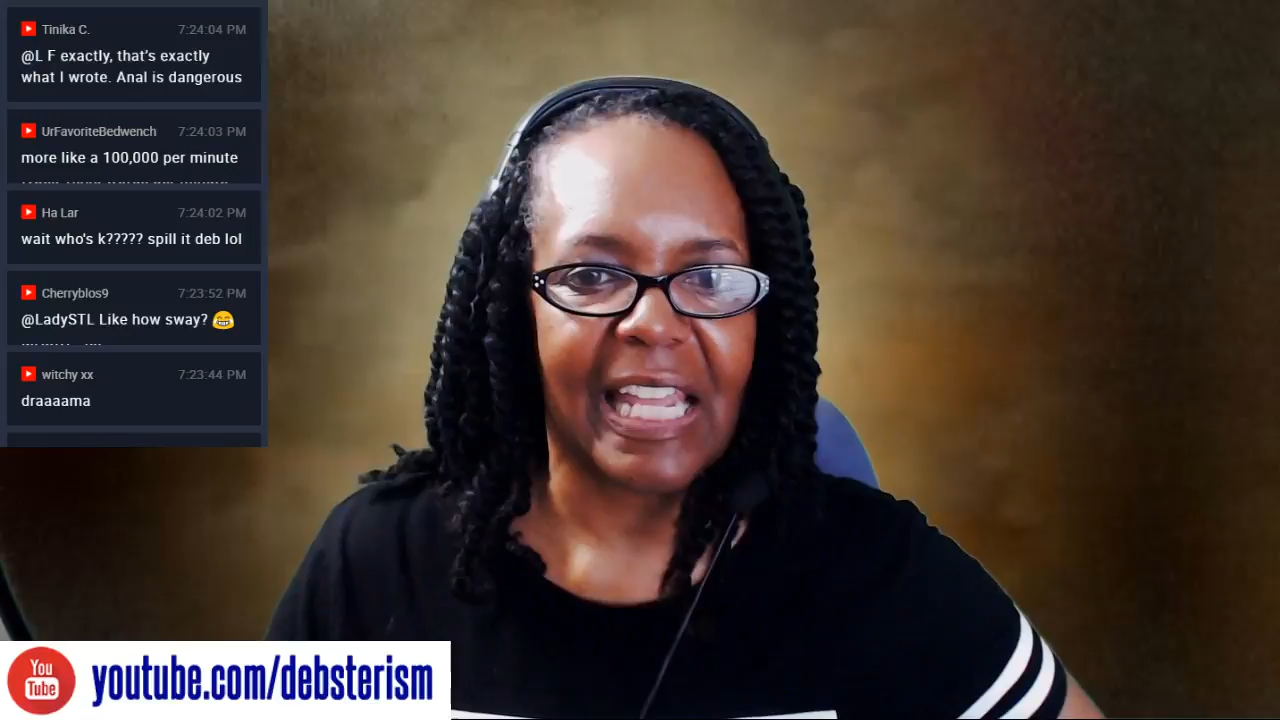 Tinika C. 7:24:04 PM
@L F exactly, that's exactly
what I wrote. Anal is dangerous
UrFavoriteBedwench 7:24:03 PM
more like a 100,000 per minute
Ha Lar 7:24:02 PM
wait who's k????? spill it deb lol
Cherryblos9 7:23:52 PM
@LadySTL Like how sway? 😁
witchy xx 7:23:44 PM
draaaama
You
Tube
youtube.com/debsterism